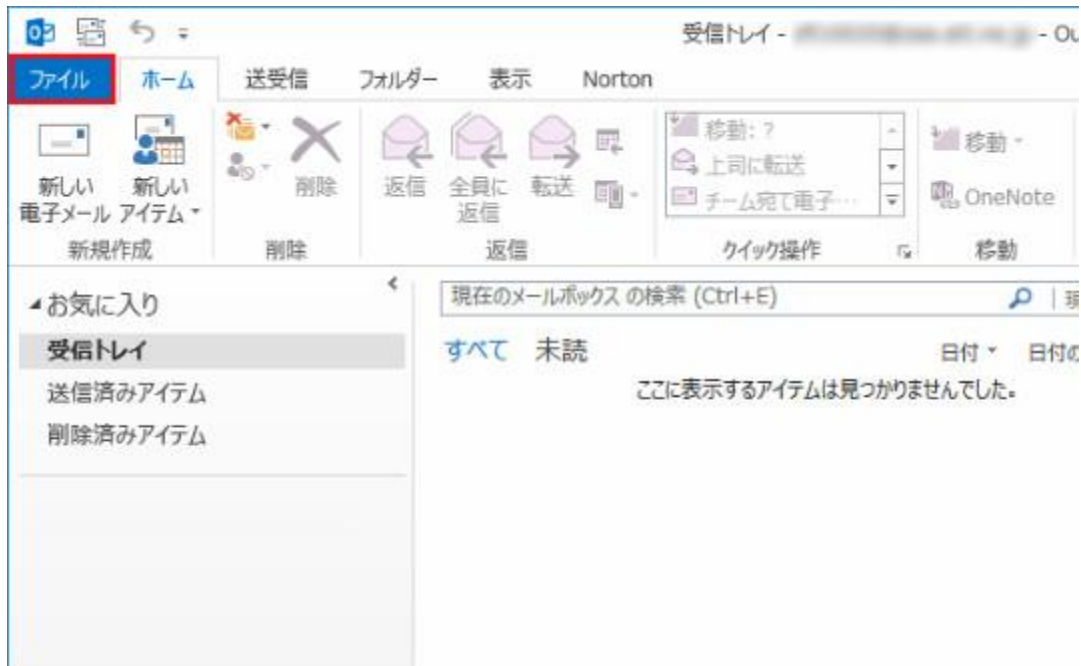 受信トレイ - - Ou
ファイル ホーム 送受信 フォルダー 表示 Norton
新しい 電子メール
新しい アイテム
削除
返信
全員に 返信
転送
移動: ?
上司に転送
チーム宛て電子…
移動
OneNote
新規作成 削除 返信 クイック操作 移動
お気に入り
受信トレイ
送信済みアイテム
削除済みアイテム
現在のメールボックス の検索 (Ctrl+E)
すべて 未読 日付 日付の
ここに表示するアイテムは見つかりませんでした。